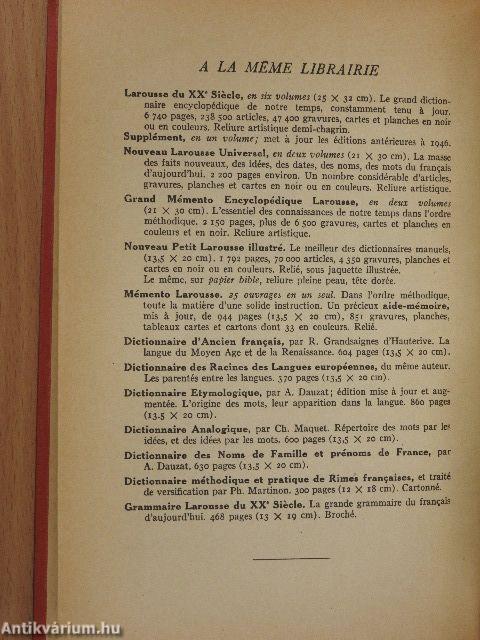 A LA MÊME LIBRAIRIE
Larousse du XXe Siècle, en six volumes (25 × 32 cm). Le grand diction-
naire encyclopédique de notre temps, constamment tenu à jour.
6 740 pages, 238 500 articles, 47 400 gravures, cartes et planches en noir
ou en couleurs. Reliure artistique demi-chagrin.
Supplément, en un volume; met à jour les éditions antérieures à 1946.
Nouveau Larousse Universel, en deux volumes (21 × 30 cm). La masse
des faits nouveaux, des idées, des dates, des noms, des mots du français
d'aujourd'hui. 2 200 pages environ. Un nombre considérable d'articles,
gravures, planches et cartes en noir ou en couleurs. Reliure artistique.
Grand Mémento Encyclopédique Larousse, en deux volumes
(21 × 30 cm). L'essentiel des connaissances de notre temps dans l'ordre
méthodique. 2 150 pages, plus de 6 500 gravures, cartes et planches en
couleurs et en noir. Reliure artistique.
Nouveau Petit Larousse illustré. Le meilleur des dictionnaires manuels,
(13,5 × 20 cm). 1 792 pages, 70 000 articles, 4 350 gravures, planches et
cartes en noir ou en couleurs. Relié, sous jaquette illustrée.
Le même, sur papier bible, reliure pleine peau, tête dorée.
Mémento Larousse. 25 ouvrages en un seul. Dans l'ordre méthodique,
toute la matière d'une solide instruction. Un précieux aide-mémoire,
mis à jour, de 944 pages (13,5 × 20 cm), 851 gravures, planches,
tableaux cartes et cartons dont 33 en couleurs. Relié.
Dictionnaire d'Ancien français, par R. Grandsaignes d'Hauterive. La
langue du Moyen Age et de la Renaissance. 604 pages (13,5 × 20 cm).
Dictionnaire des Racines des Langues européennes, du même auteur.
Les parentés entre les langues. 370 pages (13,5 × 20 cm).
Dictionnaire Etymologique, par A. Dauzat; édition mise à jour et aug-
mentée. L'origine des mots, leur apparition dans la langue. 860 pages
(13.5 × 20 cm).
Dictionnaire Analogique, par Ch. Maquet. Répertoire des mots par les
idées, et des idées par les mots. 600 pages (13,5 × 20 cm).
Dictionnaire des Noms de Famille et prénoms de France, par
A. Dauzat, 630 pages (13,5 × 20 cm).
Dictionnaire méthodique et pratique de Rimes françaises, et traité
de versification par Ph. Martinon. 300 pages (12 × 18 cm). Cartonné.
Grammaire Larousse du XXe Siècle. La grande grammaire du français
d'aujourd'hui. 468 pages (13 × 19 cm). Broché.
Antikvárium.hu